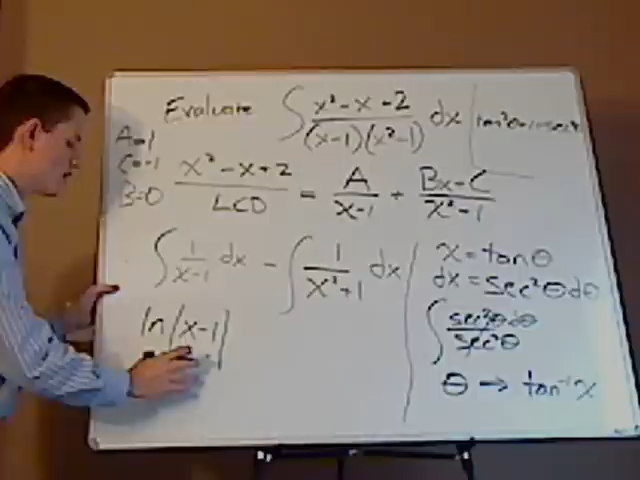 Evaluate ∫ x² - x - 2 / (x-1)(x²-1) dx
A=1
C=-1
B=0
x² - x + 2 / LCD = A / x-1 + Bx-C / x²-1
∫ 1 / x-1 dx - ∫ 1 / x²+1 dx
ln|x-1|
x = tanθ
dx = sec²θ dθ
∫ sec²θ dθ / sec²θ
θ → tan⁻¹x